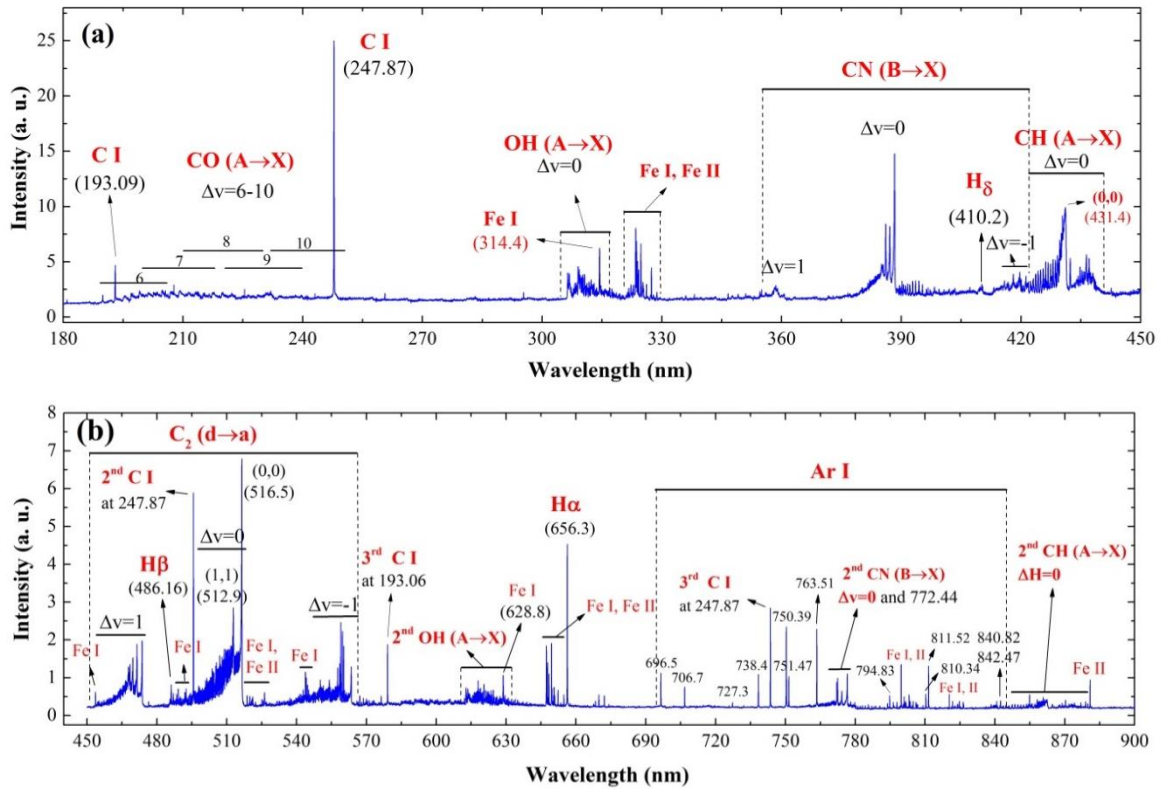 (a)
C I
(247.87)
CN (B→X)
Δv=0
C I
(193.09)
CO (A→X)
Δv=6-10
OH (A→X)
Δv=0
Fe I, Fe II
CH (A→X)
Δv=0
Hδ
(410.2)
(0,0)
(431.4)
Fe I
(314.4)
Δv=1
Δv=-1
6
7
8
9
10
Intensity (a. u.)
0
5
10
15
20
25
180 210 240 270 300 330 360 390 420 450
Wavelength (nm)
(b)
C₂ (d→a)
2nd C I
at 247.87
(0,0)
(516.5)
Δv=0
Hβ
(486.16)
(1,1)
(512.9)
Δv=1
Fe I
Fe I
Fe I,
Fe II
Fe I
Δv=-1
3rd C I
at 193.06
2nd OH (A→X)
Fe I
(628.8)
Hα
(656.3)
Fe I, Fe II
Ar I
3rd C I
at 247.87
696.5
706.7
727.3
738.4
750.39
751.47
763.51
2nd CN (B→X)
Δv=0 and 772.44
794.83
Fe I, II
811.52
810.34
Fe I, II
840.82
842.47
2nd CH (A→X)
ΔH=0
Fe II
Intensity (a. u.)
0
1
2
3
4
5
6
7
8
450 480 510 540 570 600 630 660 690 720 750 780 810 840 870 900
Wavelength (nm)